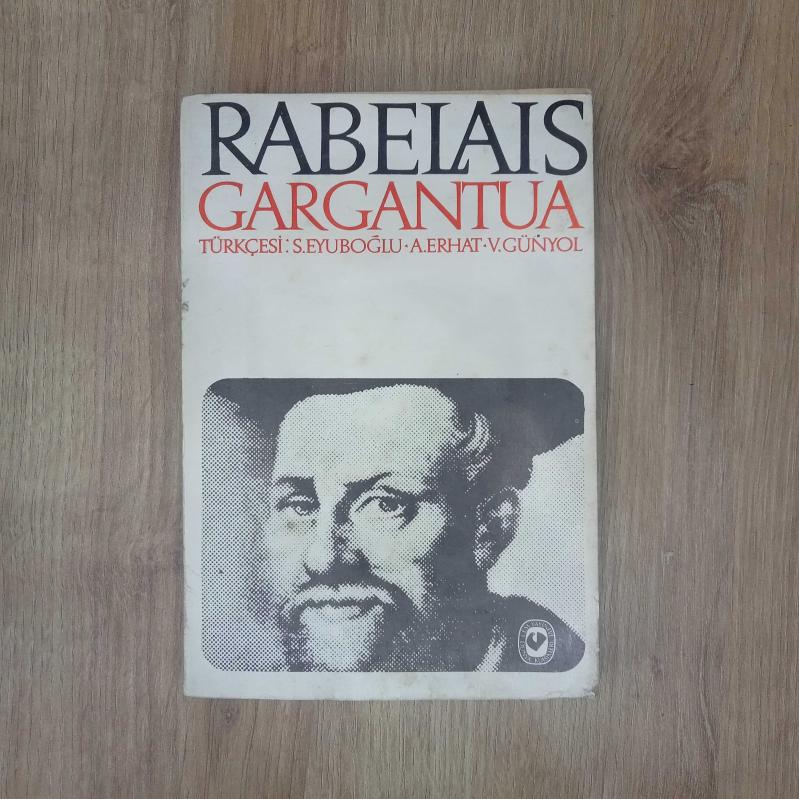 RABELAIS
GARGANTUA
TÜRKÇESİ: S.EYUBOĞLU·A.ERHAT·V.GÜNYOL